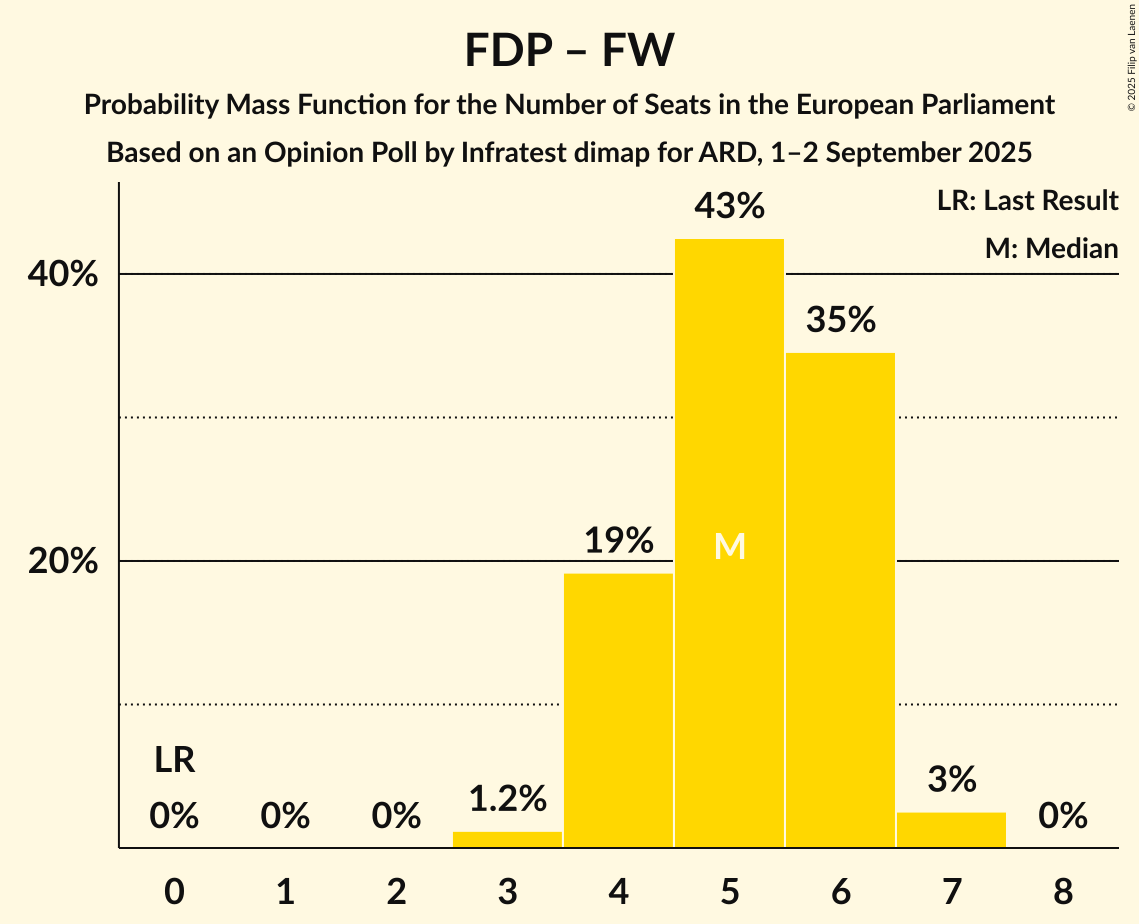 FDP – FW
Probability Mass Function for the Number of Seats in the European Parliament
Based on an Opinion Poll by Infratest dimap for ARD, 1–2 September 2025
© 2025 Filip van Laenen
LR: Last Result
M: Median
43%
40%
35%
19%
M
20%
LR
0%
0%
0%
1.2%
3%
0%
0 1 2 3 4 5 6 7 8